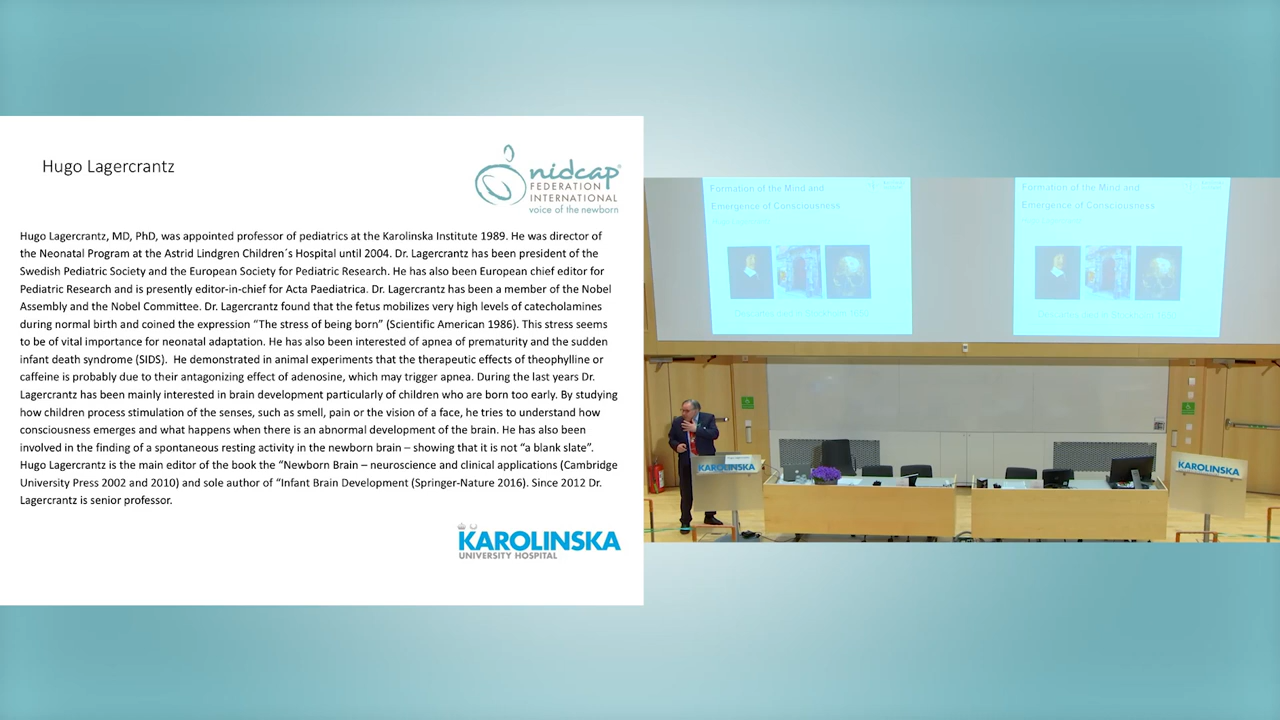 Hugo Lagercrantz
nidcap®
FEDERATION
INTERNATIONAL
voice of the newborn
Hugo Lagercrantz, MD, PhD, was appointed professor of pediatrics at the Karolinska Institute 1989. He was director of
the Neonatal Program at the Astrid Lindgren Children´s Hospital until 2004. Dr. Lagercrantz has been president of the
Swedish Pediatric Society and the European Society for Pediatric Research. He has also been European chief editor for
Pediatric Research and is presently editor-in-chief for Acta Paediatrica. Dr. Lagercrantz has been a member of the Nobel
Assembly and the Nobel Committee. Dr. Lagercrantz found that the fetus mobilizes very high levels of catecholamines
during normal birth and coined the expression “The stress of being born” (Scientific American 1986). This stress seems
to be of vital importance for neonatal adaptation. He has also been interested of apnea of prematurity and the sudden
infant death syndrome (SIDS).  He demonstrated in animal experiments that the therapeutic effects of theophylline or
caffeine is probably due to their antagonizing effect of adenosine, which may trigger apnea. During the last years Dr.
Lagercrantz has been mainly interested in brain development particularly of children who are born too early. By studying
how children process stimulation of the senses, such as smell, pain or the vision of a face, he tries to understand how
consciousness emerges and what happens when there is an abnormal development of the brain. He has also been
involved in the finding of a spontaneous resting activity in the newborn brain – showing that it is not “a blank slate”.
Hugo Lagercrantz is the main editor of the book the “Newborn Brain – neuroscience and clinical applications (Cambridge
University Press 2002 and 2010) and sole author of “Infant Brain Development (Springer-Nature 2016). Since 2012 Dr.
Lagercrantz is senior professor.
KAROLINSKA
UNIVERSITY HOSPITAL
Formation of the Mind and
Emergence of Consciousness
Descartes died in Stockholm 1650
Formation of the Mind and
Emergence of Consciousness
Descartes died in Stockholm 1650
KAROLINSKA
KAROLINSKA